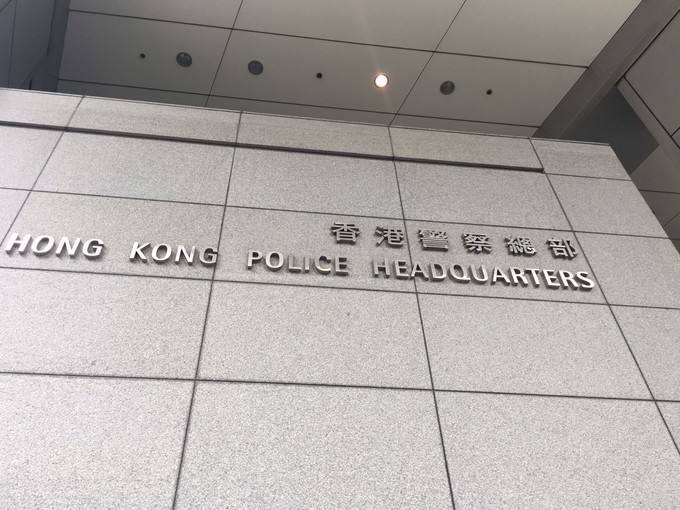 香港警察總部
HONG KONG POLICE HEADQUARTERS